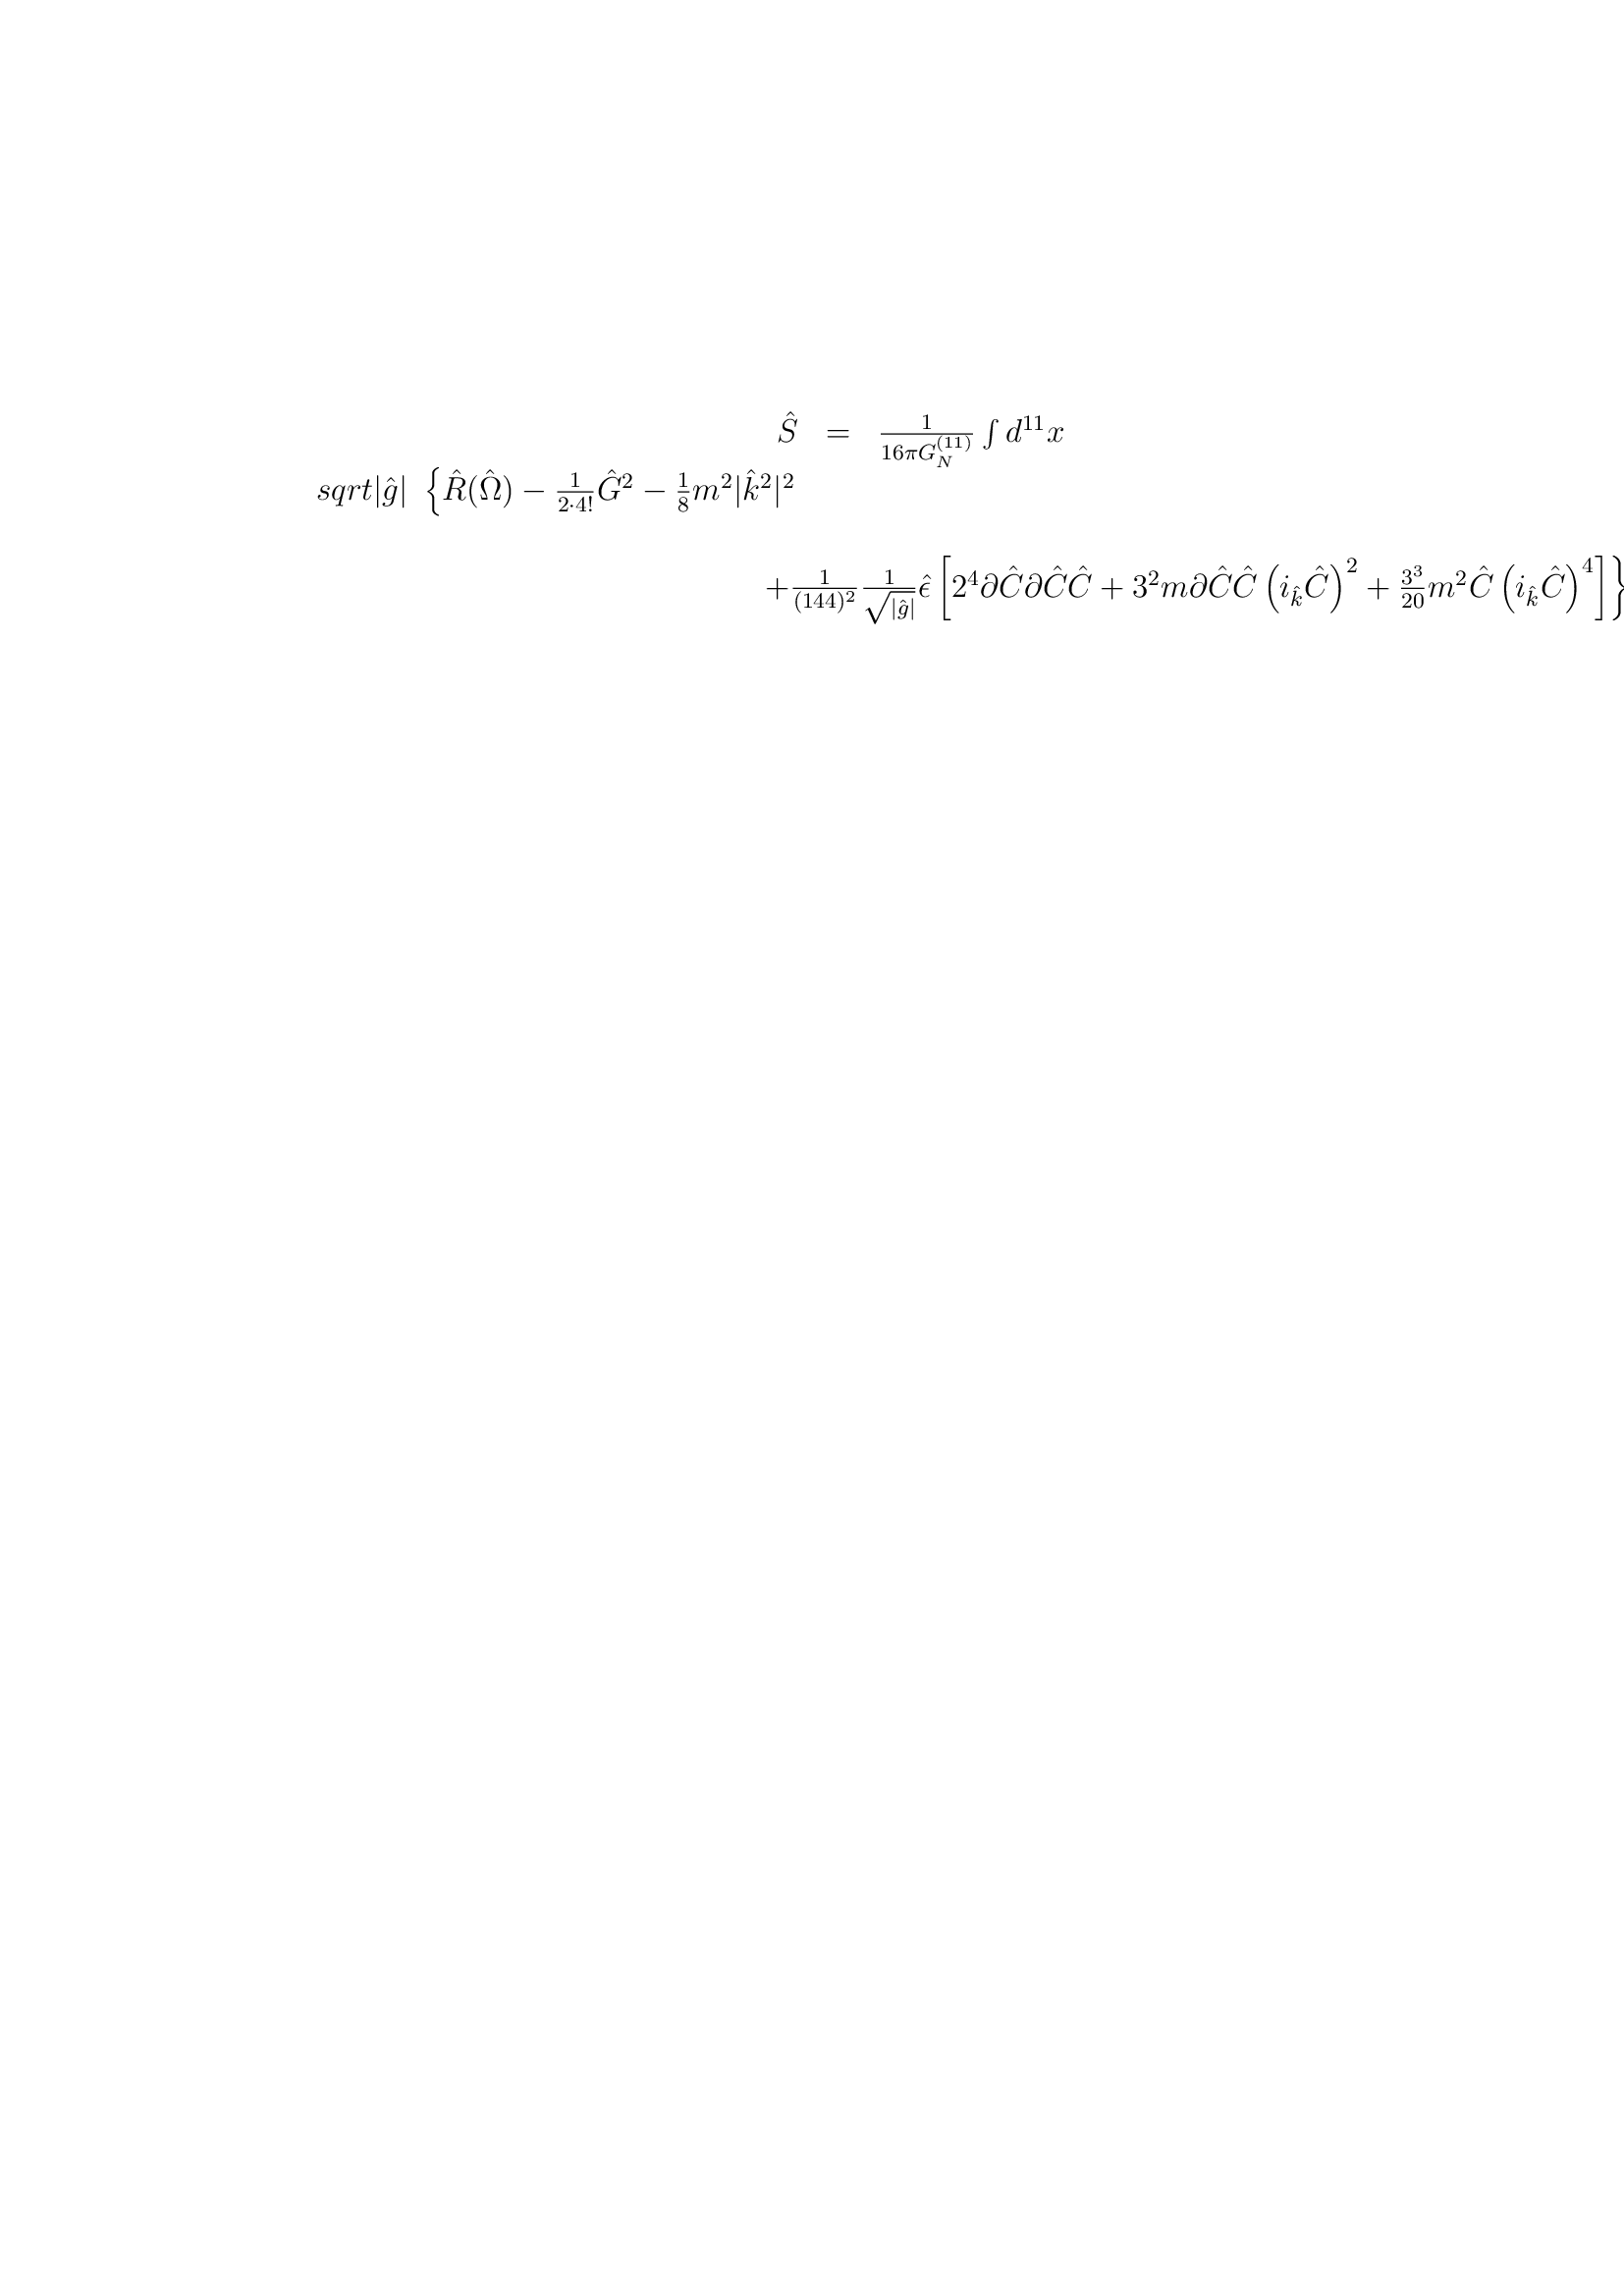 \hat{S} = \frac{1}{16\pi G_N^{(11)}} \int d^{11}x
sqrt|\hat{g}| \left\{ \hat{R}(\hat{\Omega}) - \frac{1}{2\cdot 4!} \hat{G}^2 - \frac{1}{8} m^2 |\hat{k}^2|^2
+ \frac{1}{(144)^2} \frac{1}{\sqrt{|\hat{g}|}} \hat{\epsilon} \left[ 2^4 \partial\hat{C} \partial\hat{C} \hat{C} + 3^2 m \partial\hat{C} \hat{C} \left( i_{\hat{k}} \hat{C} \right)^2 + \frac{3^3}{20} m^2 \hat{C} \left( i_{\hat{k}} \hat{C} \right)^4 \right] \right\}